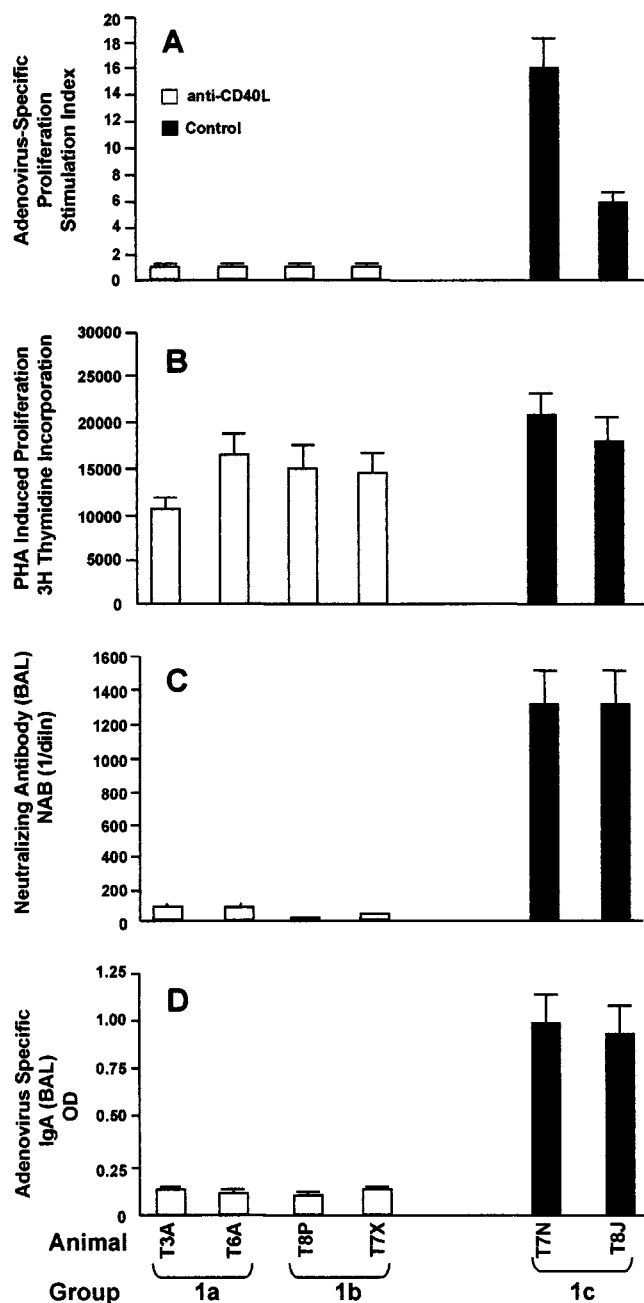 A
anti-CD40L
Control
Adenovirus-Specific
Proliferation
Stimulation Index
20
18
16
14
12
10
8
6
4
2
0
B
PHA Induced Proliferation
3H Thymidine Incorporation
30000
25000
20000
15000
10000
5000
0
C
Neutralizing Antibody (BAL)
NAB (1/diln)
1600
1400
1200
1000
800
600
400
200
0
D
Adenovirus Specific
IgA (BAL)
OD
1.25
1.00
0.75
0.50
0.25
0
Animal T3A T6A T8P T7X T7N T8J
Group 1a 1b 1c